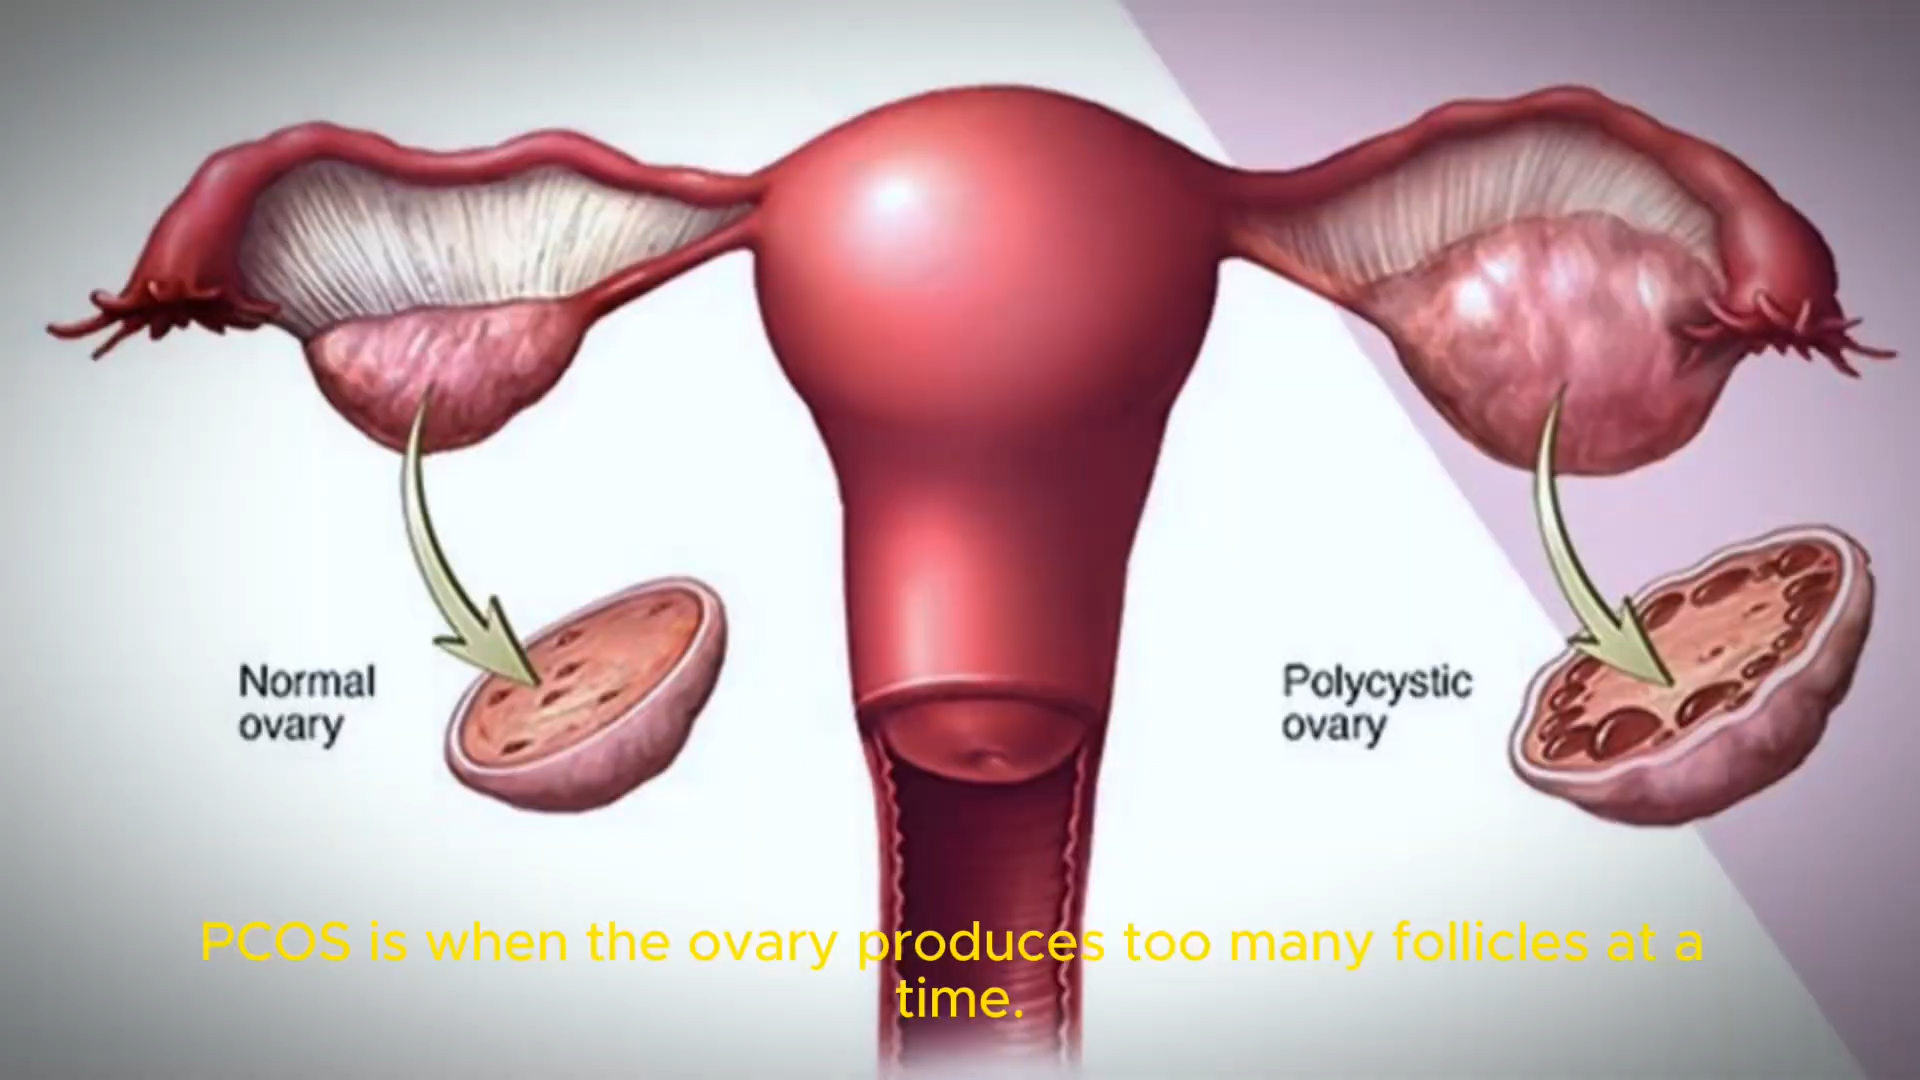 Normal
ovary
Polycystic
ovary
PCOS is when the ovary produces too many follicles at a
time.